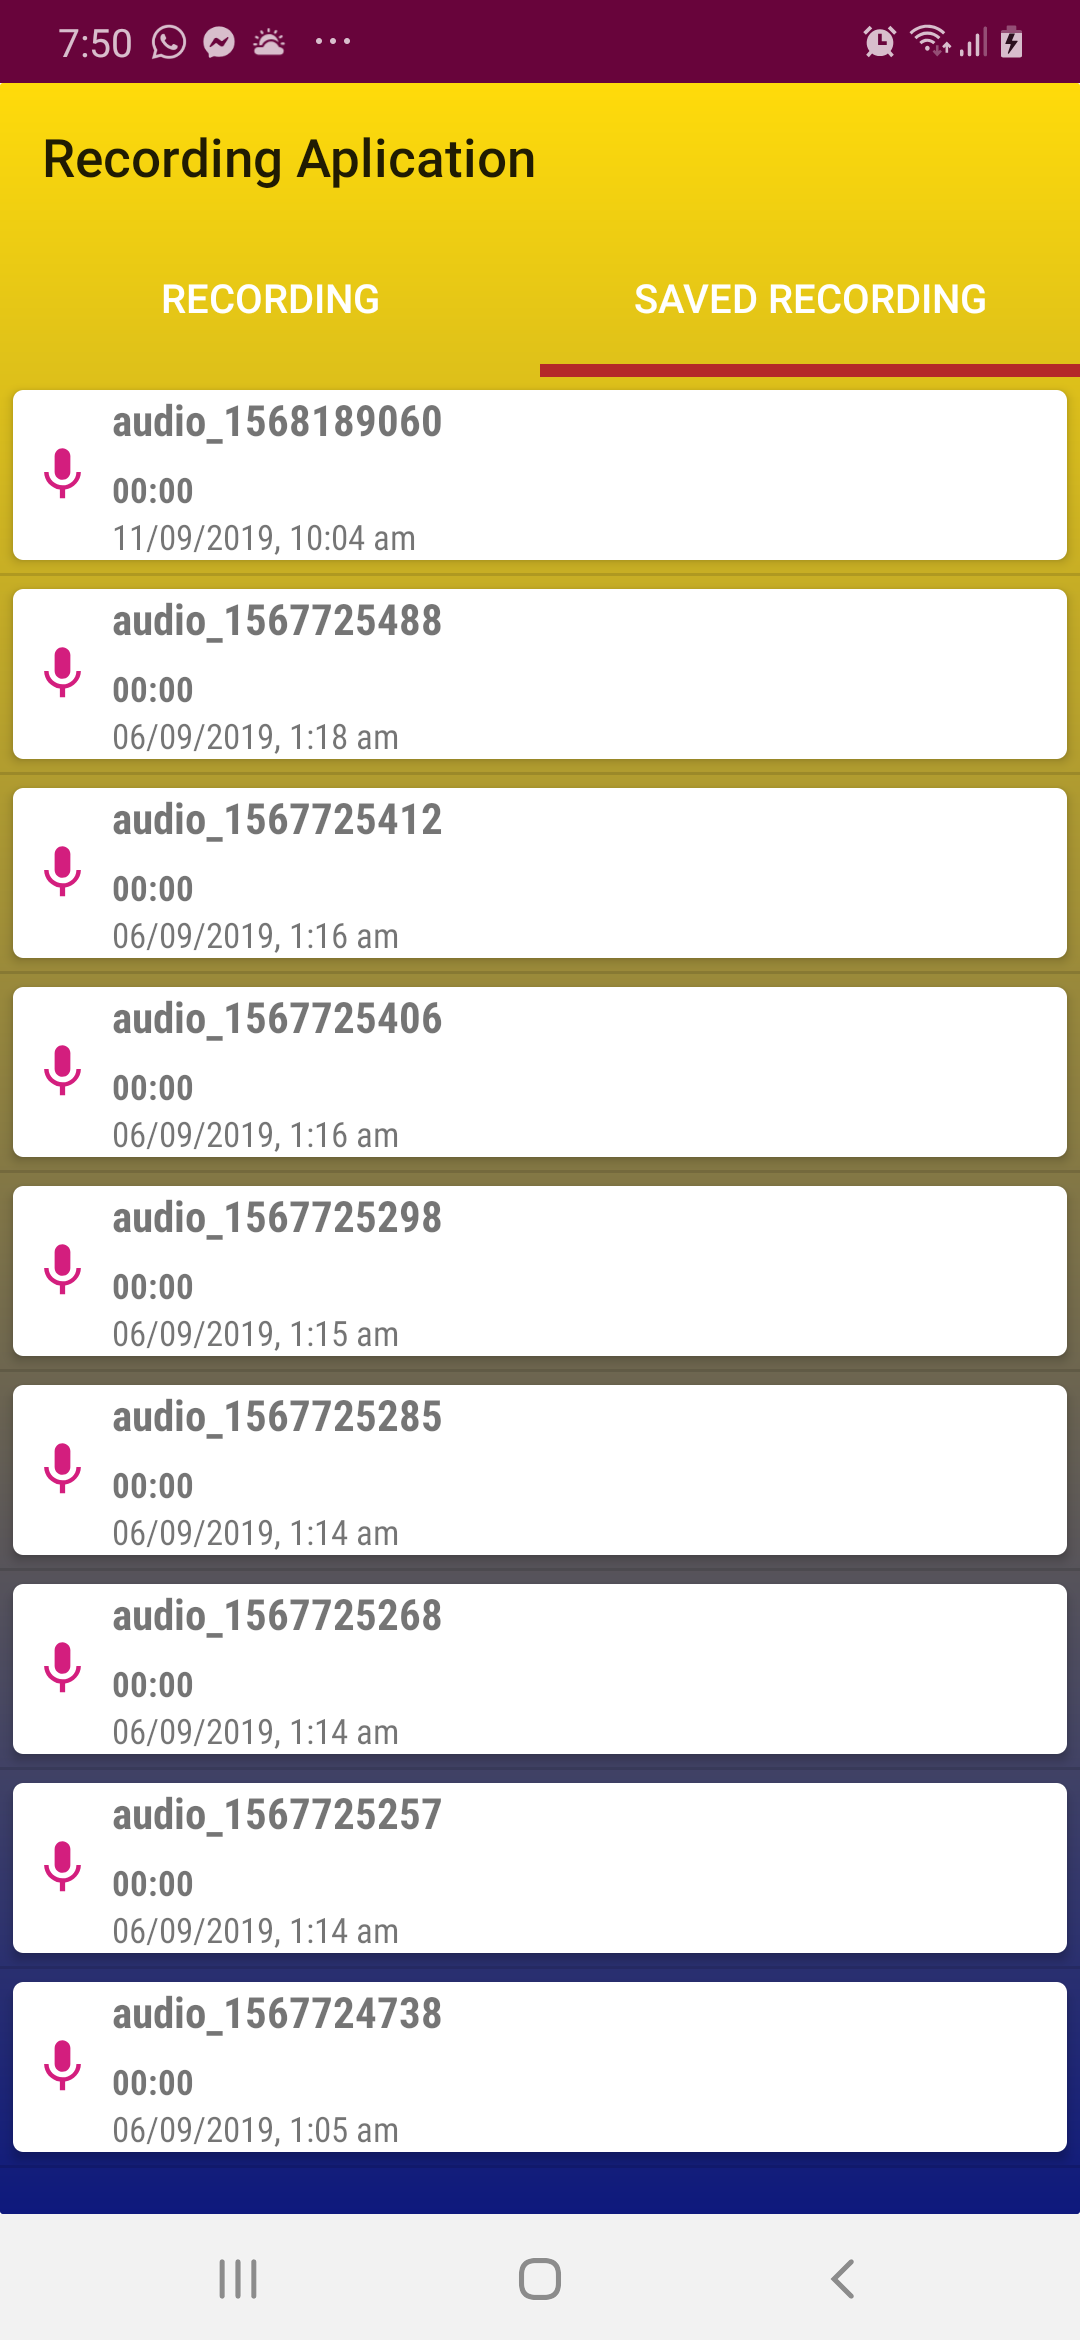 7:50
Recording Aplication
RECORDING
SAVED RECORDING
audio_1568189060
00:00
11/09/2019, 10:04 am
audio_1567725488
00:00
06/09/2019, 1:18 am
audio_1567725412
00:00
06/09/2019, 1:16 am
audio_1567725406
00:00
06/09/2019, 1:16 am
audio_1567725298
00:00
06/09/2019, 1:15 am
audio_1567725285
00:00
06/09/2019, 1:14 am
audio_1567725268
00:00
06/09/2019, 1:14 am
audio_1567725257
00:00
06/09/2019, 1:14 am
audio_1567724738
00:00
06/09/2019, 1:05 am